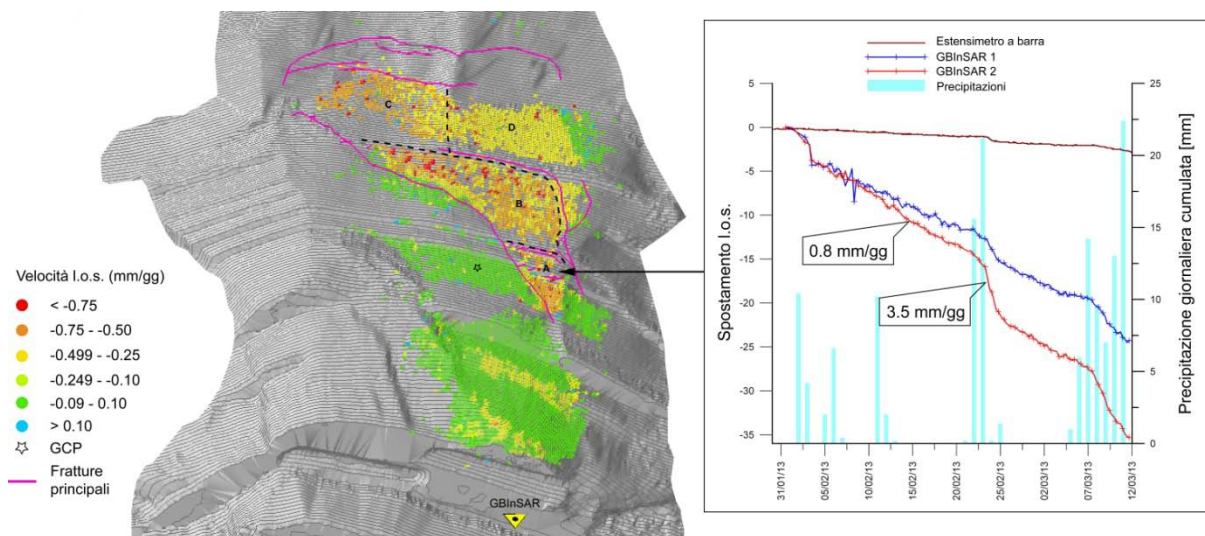 C
D
B
A
GBInSAR
Velocità l.o.s. (mm/gg)
< -0.75
-0.75 - -0.50
-0.499 - -0.25
-0.249 - -0.10
-0.09 - 0.10
> 0.10
GCP
Fratture
principali
Estensimetro a barra
GBInSAR 1
GBInSAR 2
Precipitazioni
Spostamento l.o.s.
5
0
-5
-10
-15
-20
-25
-30
-35
0.8 mm/gg
3.5 mm/gg
25
20
15
10
5
0
Precipitazione giornaliera cumulata [mm]
31/01/13
05/02/13
10/02/13
15/02/13
20/02/13
25/02/13
02/03/13
07/03/13
12/03/13